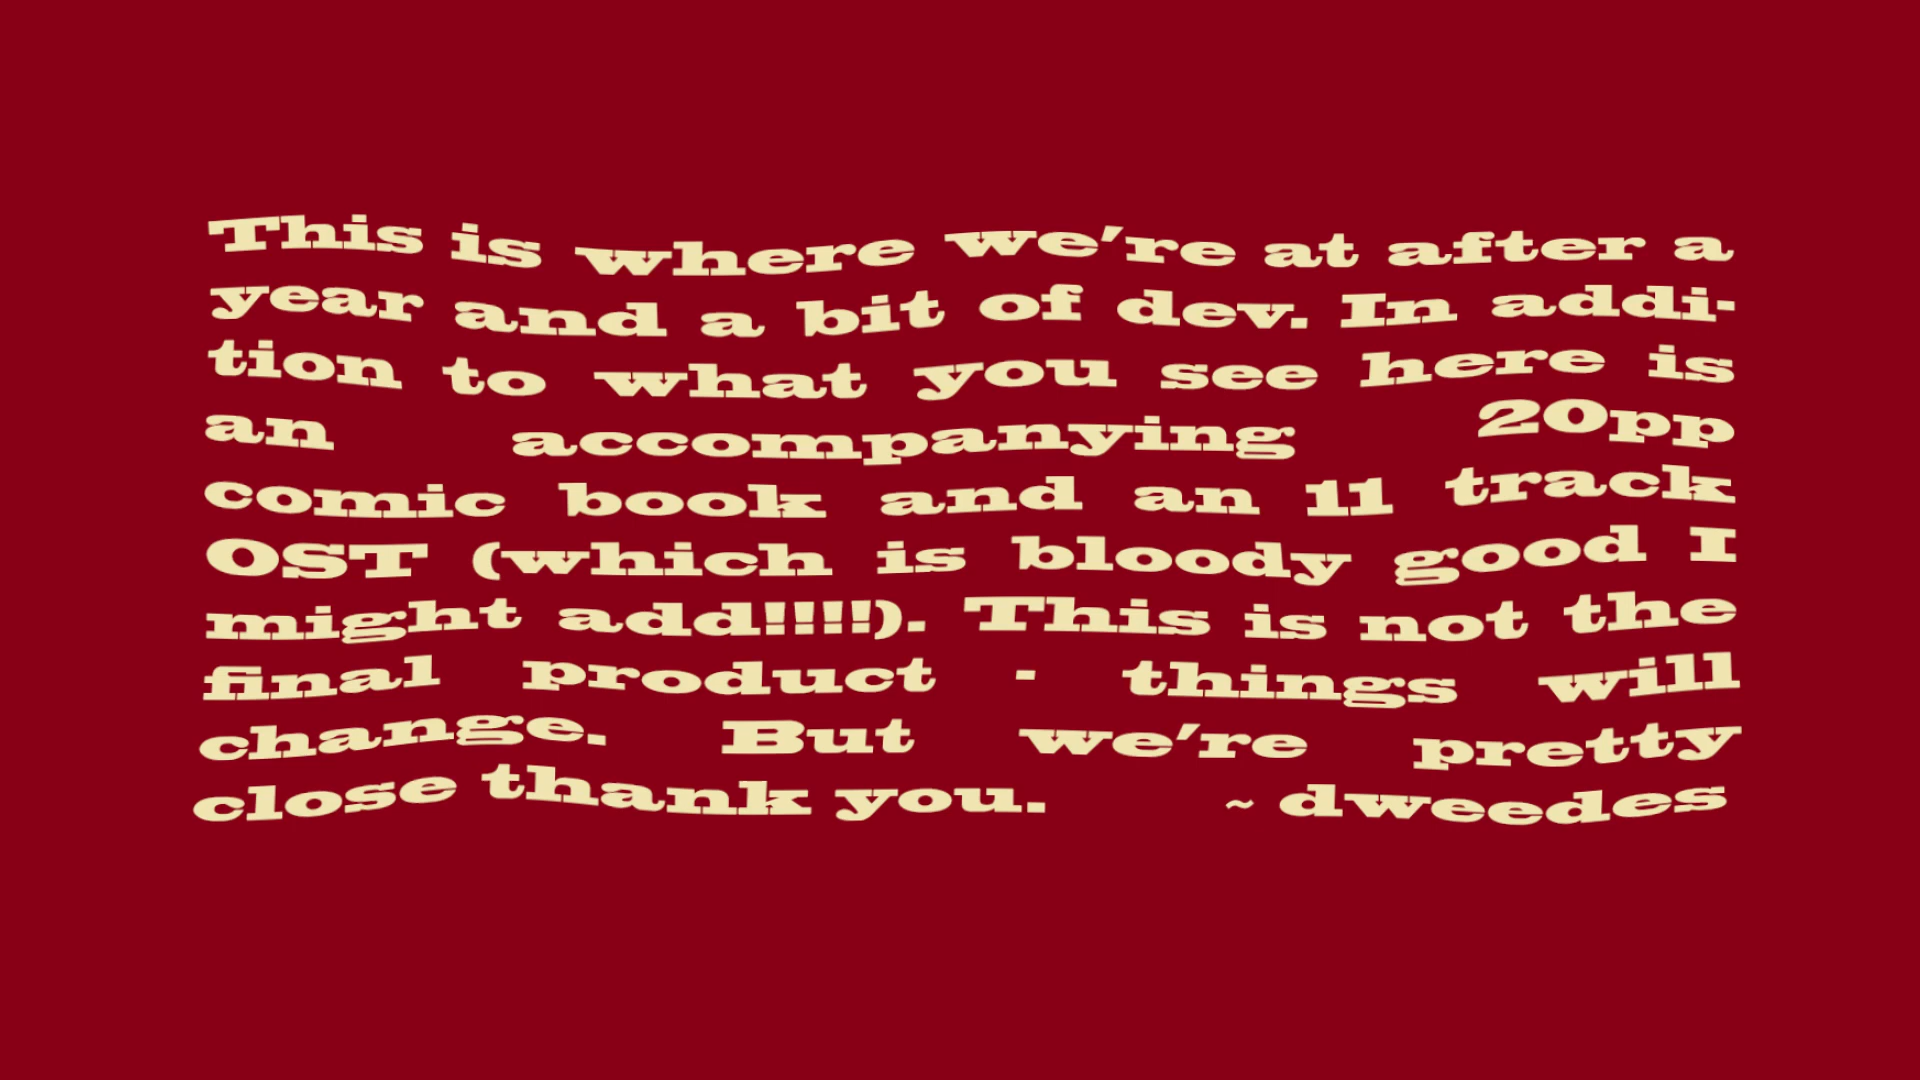 This is where we're at after a
year and a bit of dev. In addi-
tion to what you see here is
an accompanying 20pp
comic book and an 11 track
OST (which is bloody good I
might add!!!!). This is not the
final product - things will
change. But we're pretty
close thank you. ~ dweedes